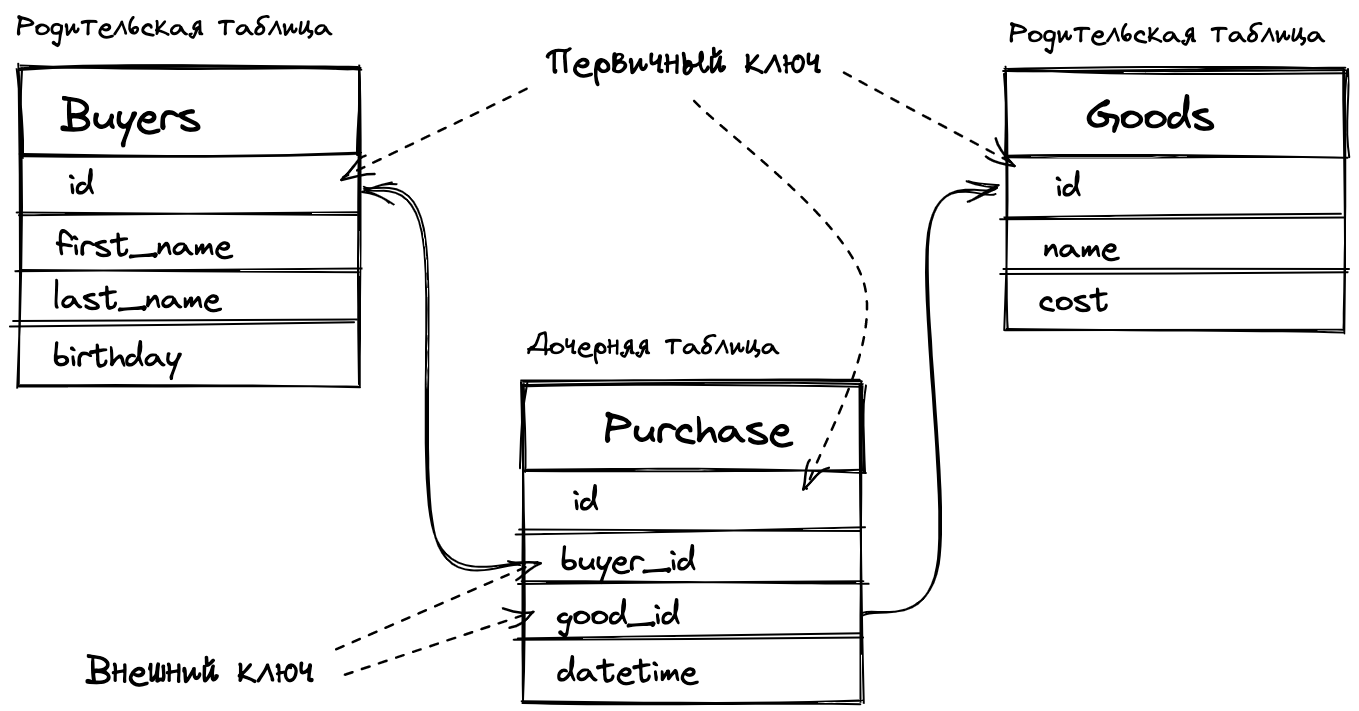 Родительская таблица
Buyers
id
first_name
last_name
birthday
Первичный ключ
Родительская таблица
Goods
id
name
cost
Дочерняя таблица
Purchase
id
buyer_id
good_id
datetime
Внешний ключ